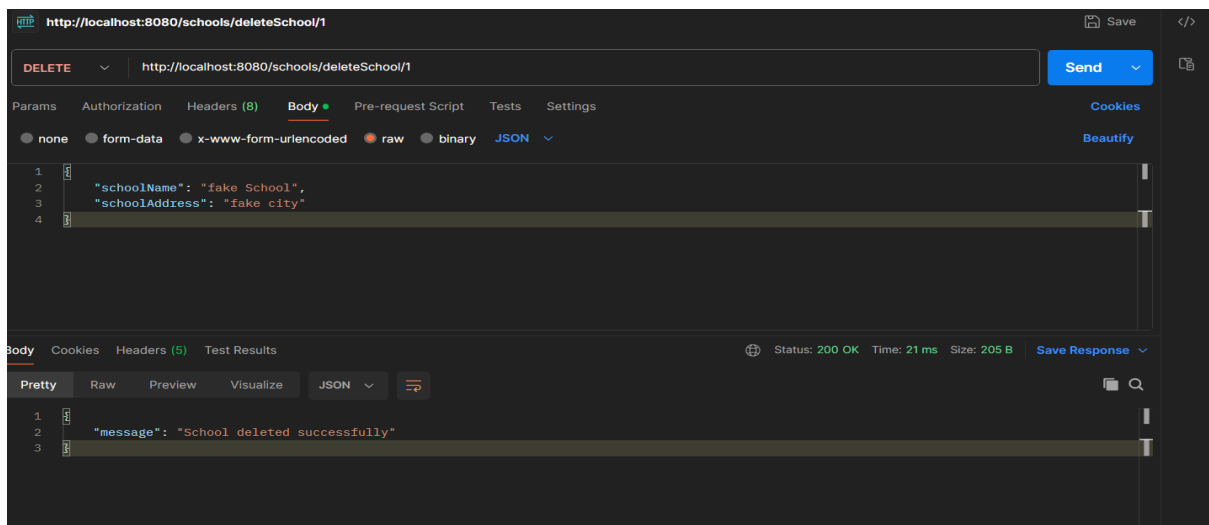 HTTP http://localhost:8080/schools/deleteSchool/1 Save </>
DELETE http://localhost:8080/schools/deleteSchool/1 Send
Params Authorization Headers (8) Body Pre-request Script Tests Settings Cookies
none form-data x-www-form-urlencoded raw binary JSON Beautify
1 {
2 "schoolName": "fake School",
3 "schoolAddress": "fake city"
4 }
Body Cookies Headers (5) Test Results Status: 200 OK Time: 21 ms Size: 205 B Save Response
Pretty Raw Preview Visualize JSON
1 {
2 "message": "School deleted successfully"
3 }